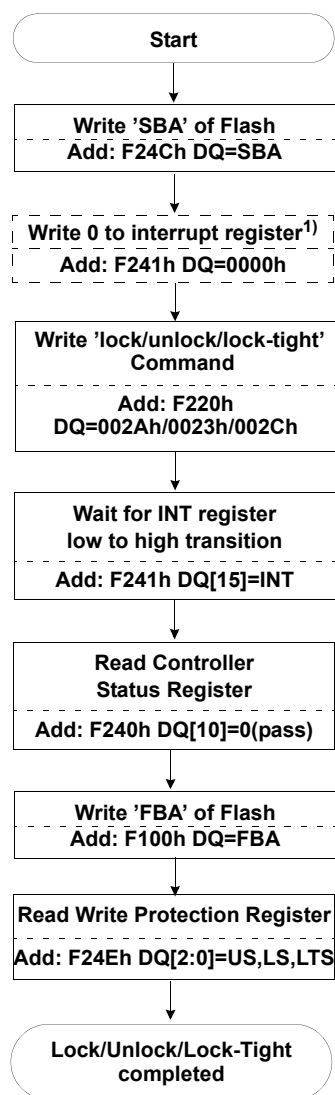 Start
Write ’SBA’ of Flash
Add: F24Ch DQ=SBA
Write 0 to interrupt register1)
Add: F241h DQ=0000h
Write ’lock/unlock/lock-tight’
Command
Add: F220h
DQ=002Ah/0023h/002Ch
Wait for INT register
low to high transition
Add: F241h DQ[15]=INT
Read Controller
Status Register
Add: F240h DQ[10]=0(pass)
Write ’FBA’ of Flash
Add: F100h DQ=FBA
Read Write Protection Register
Add: F24Eh DQ[2:0]=US,LS,LTS
Lock/Unlock/Lock-Tight
completed